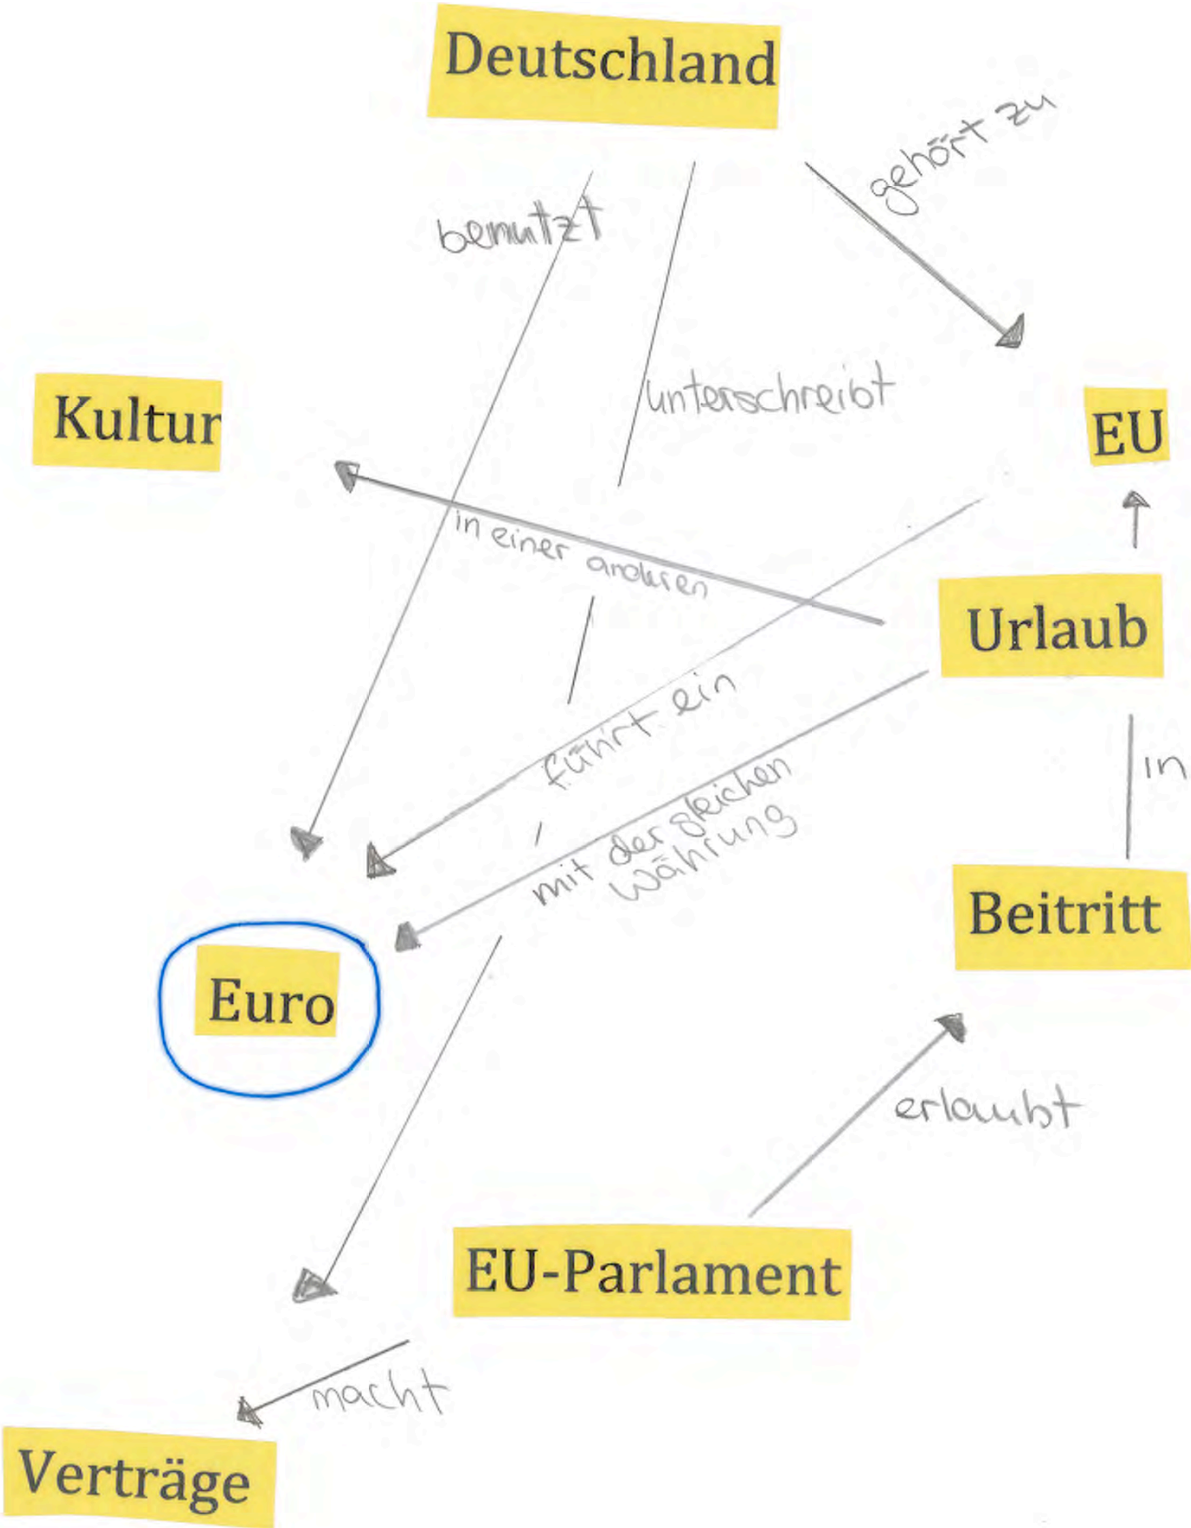 Deutschland
gehört zu
benutzt
unterschreibt
Kultur
EU
in einer anderen
Urlaub
führt ein
in
mit der gleichen
Währung
Beitritt
Euro
erlaubt
EU-Parlament
macht
Verträge